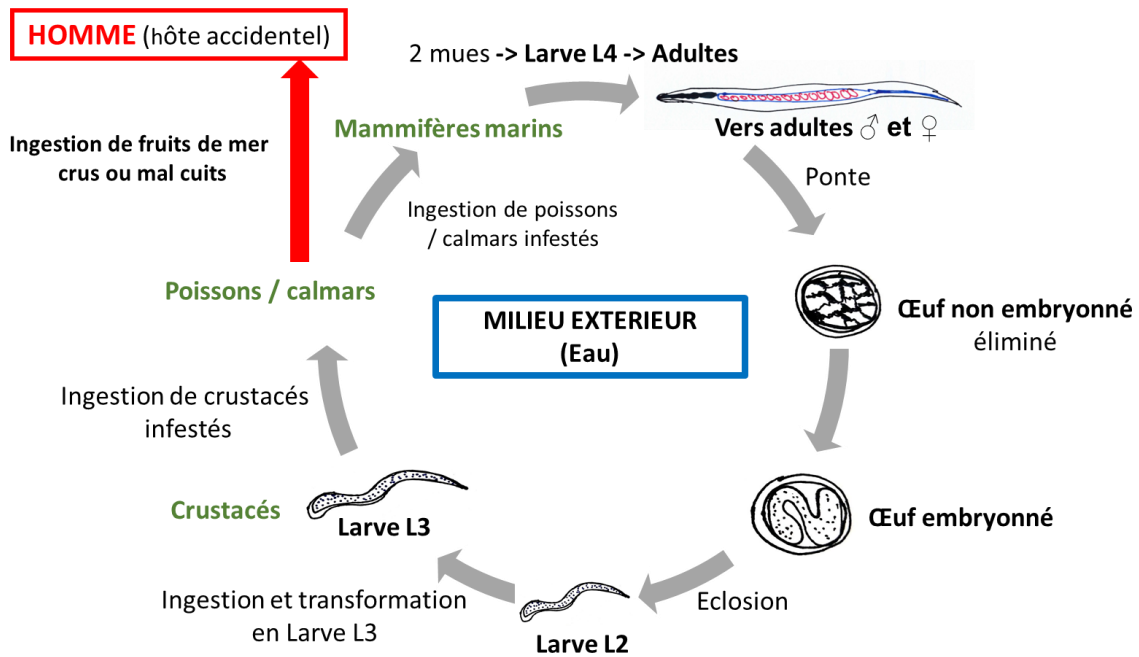 HOMME (hôte accidentel)
2 mues -> Larve L4 -> Adultes
Ingestion de fruits de mer
crus ou mal cuits
Mammifères marins
Vers adultes ♂ et ♀
Ponte
Ingestion de poissons
/ calmars infestés
Poissons / calmars
MILIEU EXTERIEUR
(Eau)
Œuf non embryonné
éliminé
Ingestion de crustacés
infestés
Crustacés
Larve L3
Œuf embryonné
Ingestion et transformation
en Larve L3
Eclosion
Larve L2